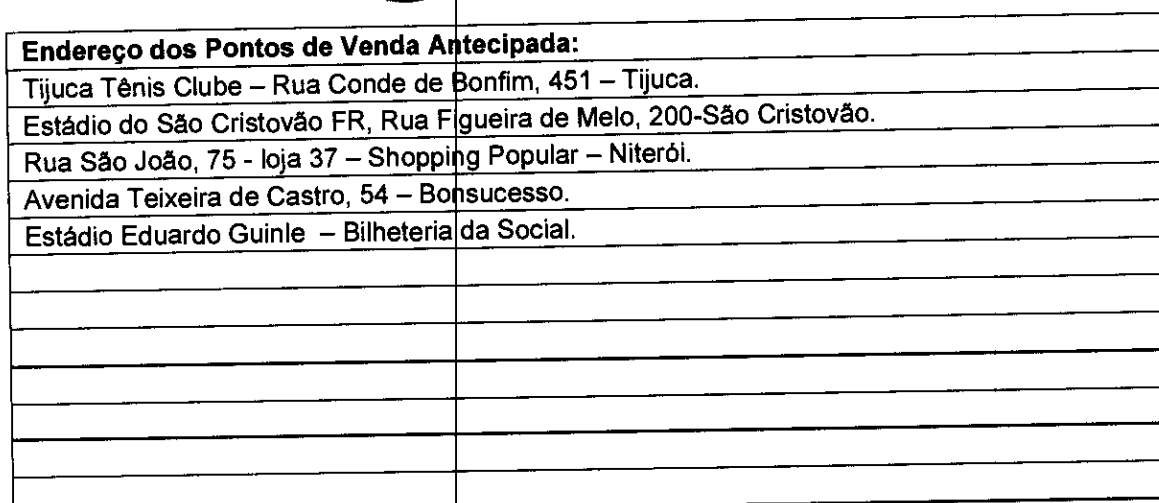 Endereço dos Pontos de Venda Antecipada:
Tijuca Tênis Clube – Rua Conde de Bonfim, 451 – Tijuca.
Estádio do São Cristovão FR, Rua Figueira de Melo, 200-São Cristovão.
Rua São João, 75 - loja 37 – Shopping Popular – Niterói.
Avenida Teixeira de Castro, 54 – Bonsucesso.
Estádio Eduardo Guinle – Bilheteria da Social.